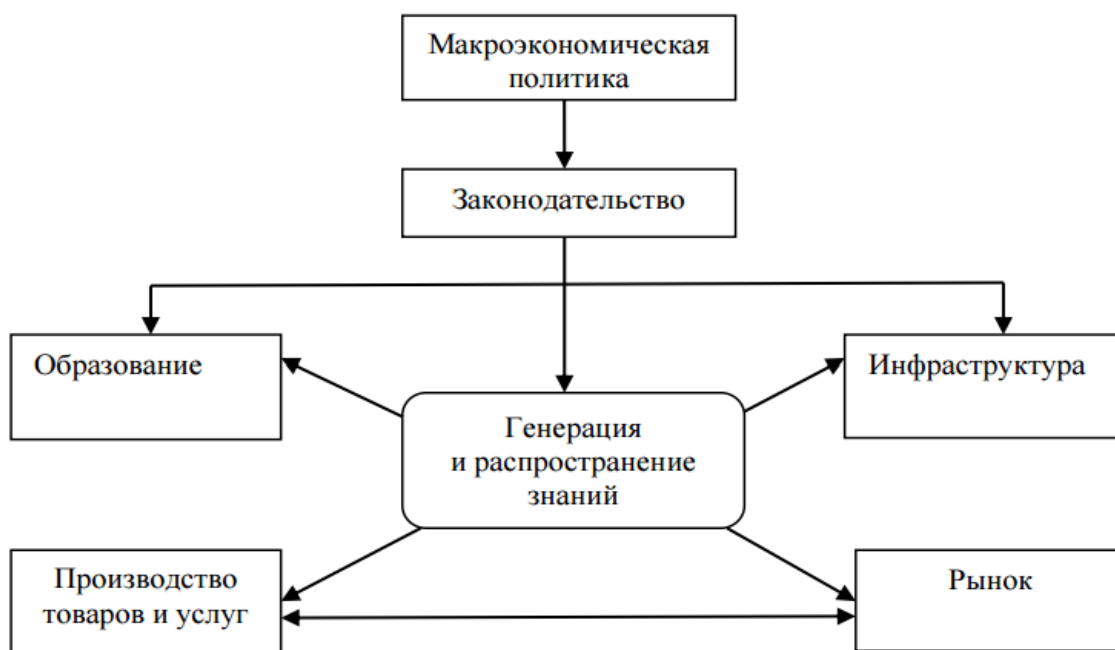 Макроэкономическая
политика
Законодательство
Образование
Инфраструктура
Генерация
и распространение
знаний
Производство
товаров и услуг
Рынок